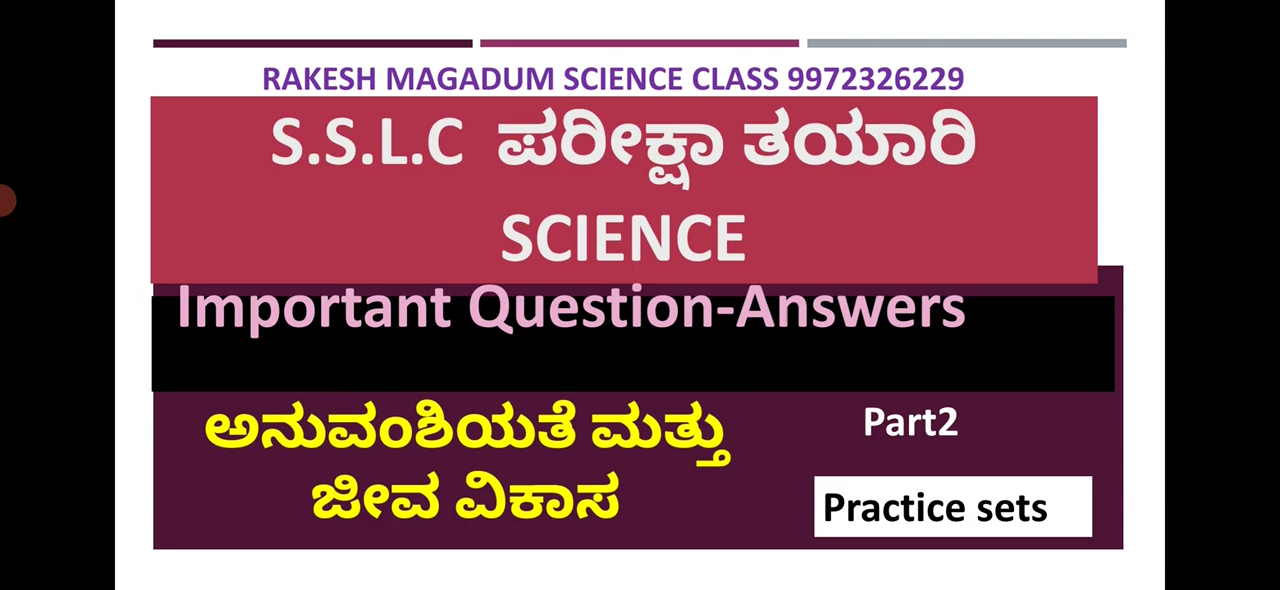 RAKESH MAGADUM SCIENCE CLASS 9972326229
S.S.L.C ಪರೀಕ್ಷಾ ತಯಾರಿ
SCIENCE
Important Question-Answers
ಅನುವಂಶಿಯತೆ ಮತ್ತು
ಜೀವ ವಿಕಾಸ
Part2
Practice sets